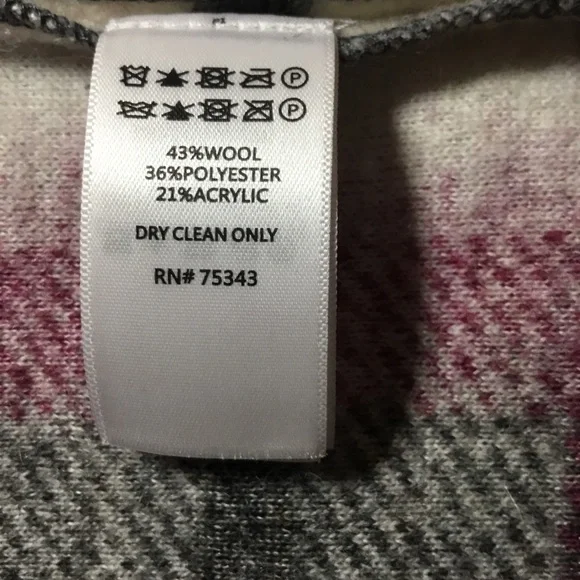 P
P
43%WOOL
36%POLYESTER
21%ACRYLIC
DRY CLEAN ONLY
RN# 75343